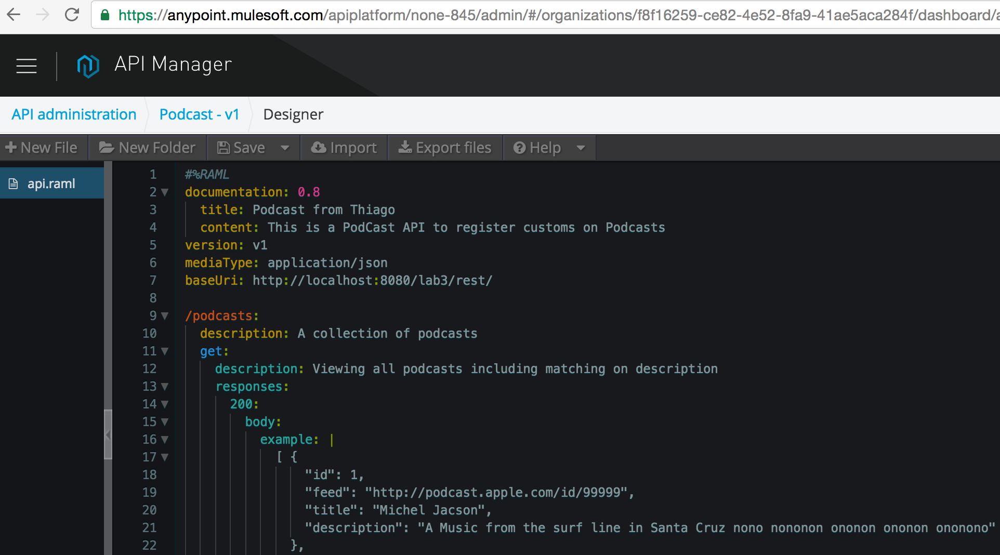 https://anypoint.mulesoft.com/apiplatform/none-845/admin/#/organizations/f8f16259-ce82-4e52-8fa9-41ae5aca284f/dashboard/
API Manager
API administration Podcast - v1 Designer
New File New Folder Save Import Export files Help
api.raml
1 #%RAML
2 documentation: 0.8
3 title: Podcast from Thiago
4 content: This is a PodCast API to register customs on Podcasts
5 version: v1
6 mediaType: application/json
7 baseUri: http://localhost:8080/lab3/rest/
8
9 /podcasts:
10 description: A collection of podcasts
11 get:
12 description: Viewing all podcasts including matching on description
13 responses:
14 200:
15 body:
16 example: |
17 [ {
18 "id": 1,
19 "feed": "http://podcast.apple.com/id/99999",
20 "title": "Michel Jacson",
21 "description": "A Music from the surf line in Santa Cruz nono nononon ononon ononon ononono"
22 },